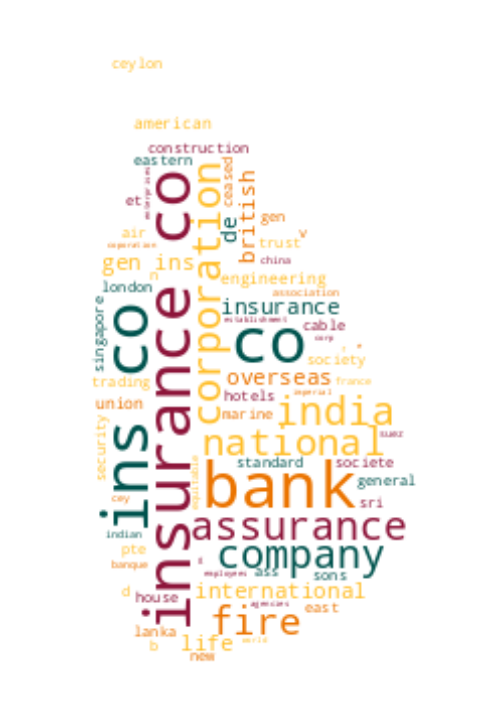 ceylon
american
construction
eastern
ceased
enterprises
et
british
de
gen
air
corporation
v
trust
china
gen ins
n
engineering
london
association
singapore
insurance
establishment
cable
co
corp
insurance co
corporation
ins co
society
overseas
trading
france
hotels
imperial
union
marine
india
security
national
suez
standard
societe
equitable
bank
general
cey
sri
assurance
indian
company
pte
banque
g
employees
ass
sons
d
house
international
agencies
east
fire
lanka
b
life
world
new